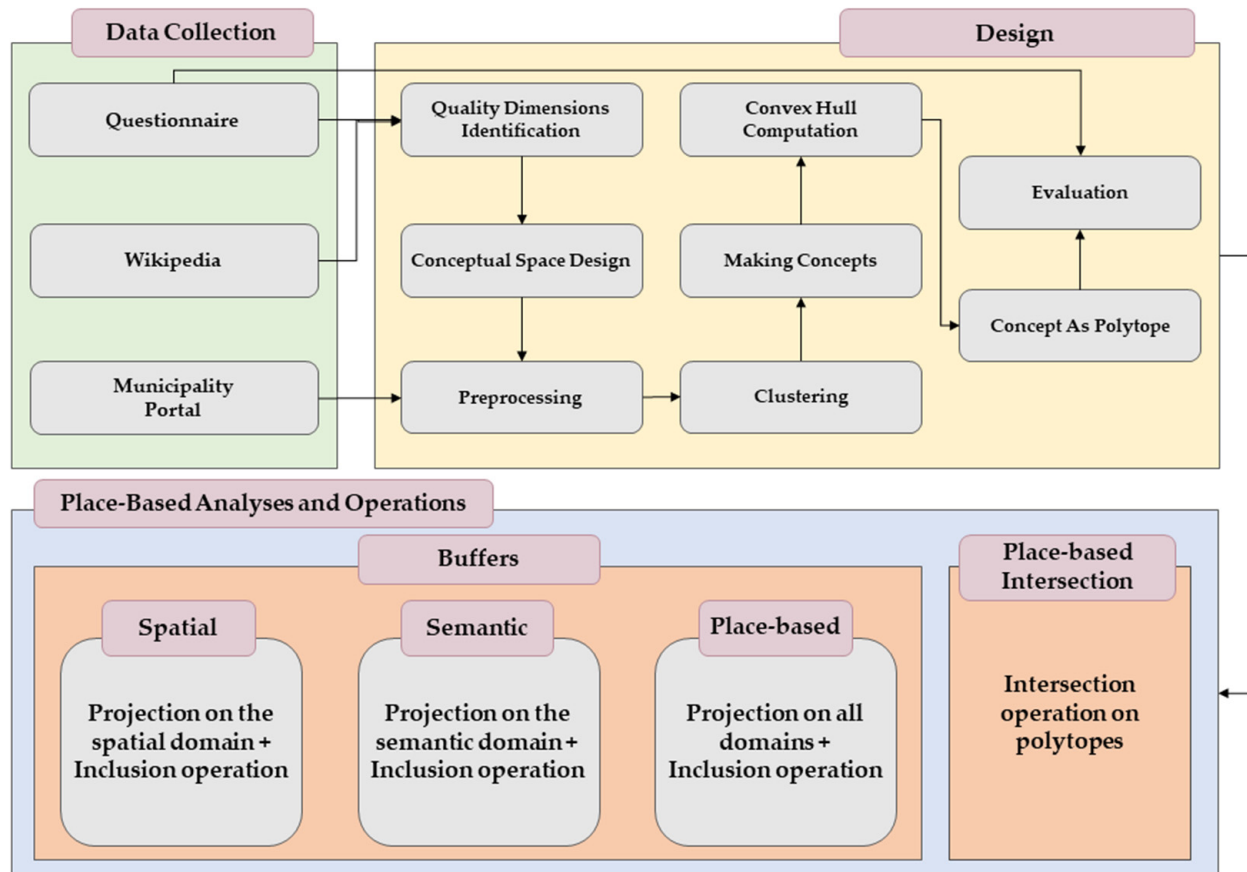 Data Collection
Design
Questionnaire
Wikipedia
Municipality
Portal
Quality Dimensions
Identification
Conceptual Space Design
Preprocessing
Convex Hull
Computation
Making Concepts
Clustering
Evaluation
Concept As Polytope
Place-Based Analyses and Operations
Buffers
Spatial
Projection on the
spatial domain +
Inclusion operation
Semantic
Projection on the
semantic domain +
Inclusion operation
Place-based
Projection on all
domains +
Inclusion operation
Place-based
Intersection
Intersection
operation on
polytopes